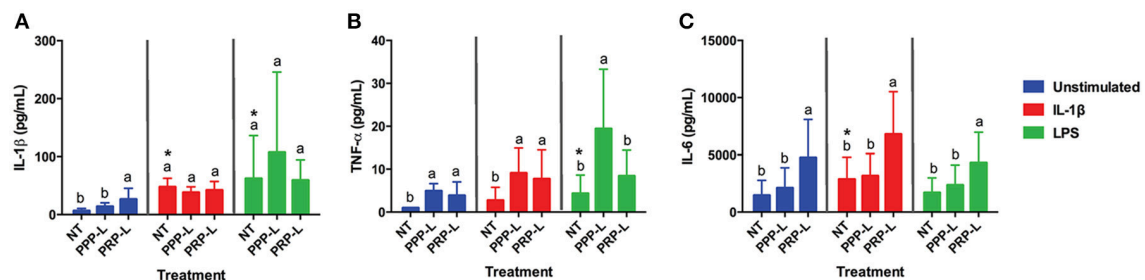 A
B
C
IL-1β (pg/mL)
300
200
100
0
b
b
a
*
a
a
a
*
a
a
a
NT
PPP-L
PRP-L
NT
PPP-L
PRP-L
NT
PPP-L
PRP-L
Treatment
TNF-α (pg/mL)
40
30
20
10
0
b
a
a
b
a
a
*
b
a
b
NT
PPP-L
PRP-L
NT
PPP-L
PRP-L
NT
PPP-L
PRP-L
Treatment
IL-6 (pg/mL)
15000
10000
5000
0
b
b
a
*
b
b
a
b
b
a
NT
PPP-L
PRP-L
NT
PPP-L
PRP-L
NT
PPP-L
PRP-L
Treatment
Unstimulated
IL-1β
LPS